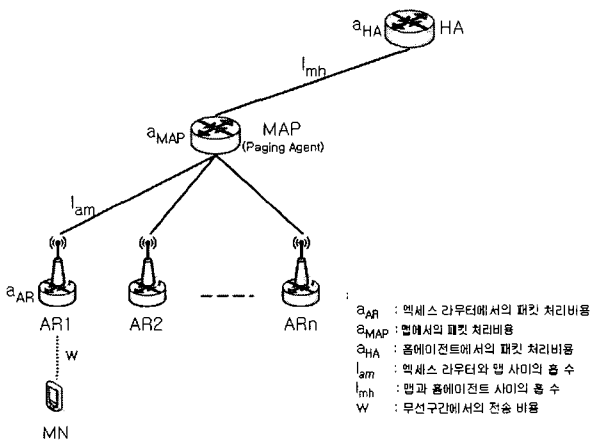 a_HA HA
l_mh
a_MAP MAP
(Paging Agent)
l_am
a_AR
AR1 AR2 ARn
w
MN
:
a_AR : 엑세스 라우터에서의 패킷 처리비용
a_MAP : 맵에서의 패킷 처리비용
a_HA : 홈에이전트에서의 패킷 처리비용
l_am : 엑세스 라우터와 맵 사이의 홉 수
l_mh : 맵과 홈에이전트 사이의 홉 수
w : 무선구간에서의 전송 비용